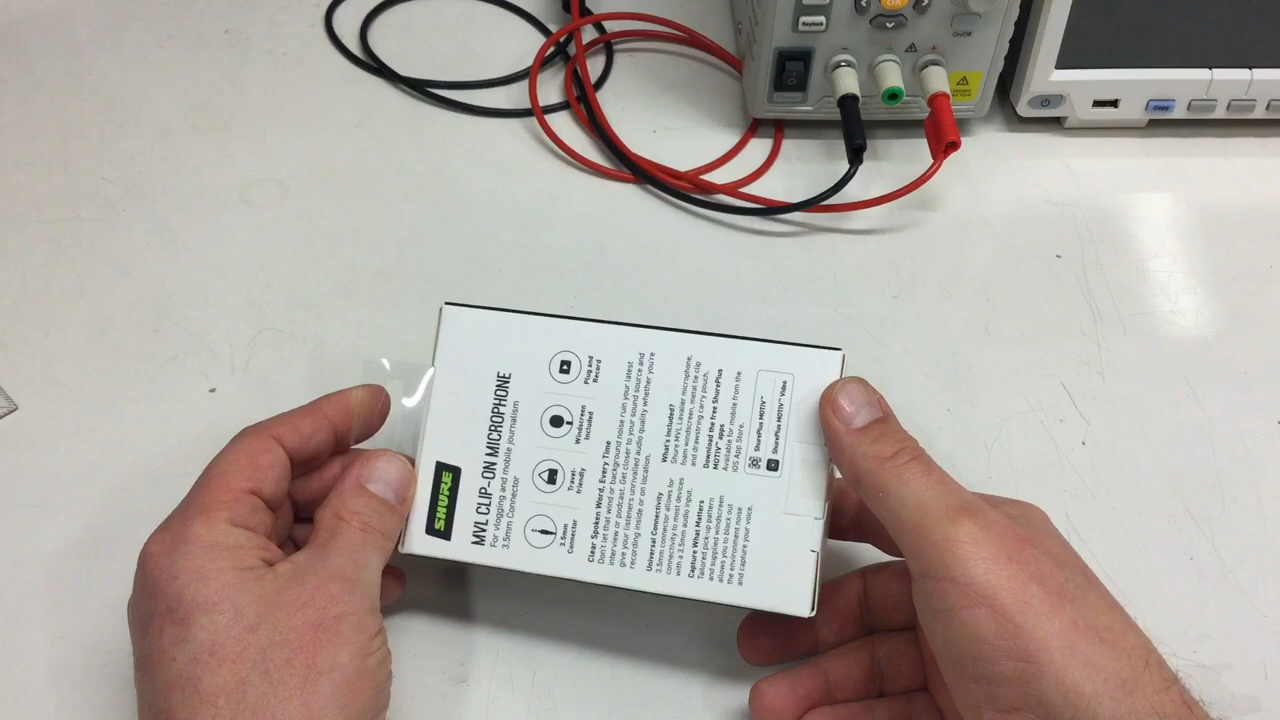 SHURE
MVL CLIP-ON MICROPHONE
For vlogging and mobile journalism
3.5mm Connector
3.5mm
Connector
Travel-
friendly
Windscreen
Included
Plug and
Record
Clear Spoken Word, Every Time
Don't let that wind or background noise ruin your latest
interview or podcast. Get closer to your sound source and
give your listeners unrivalled audio quality whether you're
recording inside or on location.
Universal Connectivity
3.5mm connector allows for
connectivity to most devices
with a 3.5mm audio input.
Capture What Matters
Tailored pick-up pattern
and supplied windscreen
allows you to block out
the environment noise
and capture your voice.
What's Included?
Shure MVL Lavalier microphone,
foam windscreen, metal tie clip
and drawstring carry pouch.
Download the free ShurePlus
MOTIV™ apps
Available for mobile from the
iOS App Store.
ShurePlus MOTIV™
ShurePlus MOTIV™ Video
OK
Keylock
On/Off
Copy